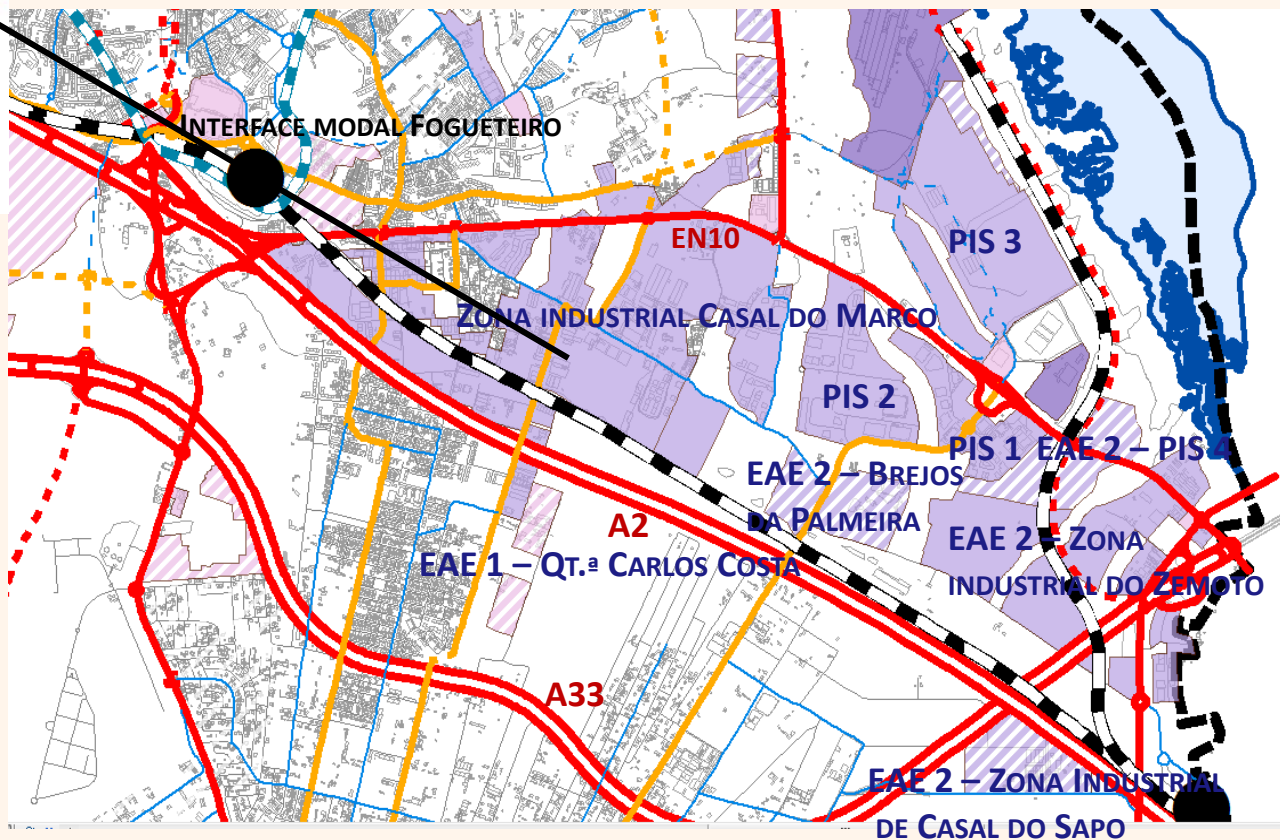 INTERFACE MODAL FOGUETEIRO
EN10
PIS 3
ZONA INDUSTRIAL CASAL DO MARCO
PIS 2
PIS 1
EAE 2 – PIS 4
EAE 2 – BREJOS
DA PALMEIRA
A2
EAE 2 – ZONA
INDUSTRIAL DO ZEMOTO
EAE 1 – QT.ª CARLOS COSTA
A33
EAE 2 – ZONA INDUSTRIAL
DE CASAL DO SAPO